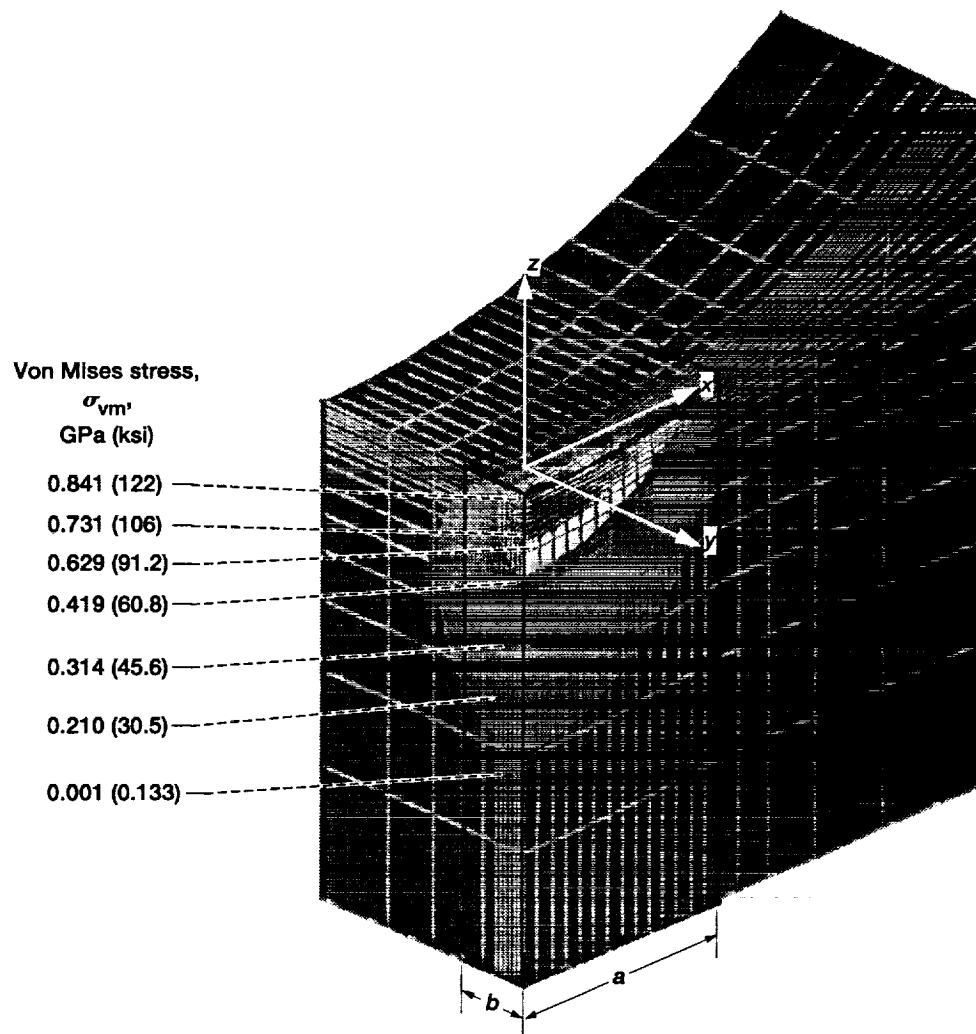 z
x
y
Von Mises stress,
σvm,
GPa (ksi)
0.841 (122)
0.731 (106)
0.629 (91.2)
0.419 (60.8)
0.314 (45.6)
0.210 (30.5)
0.001 (0.133)
a
b